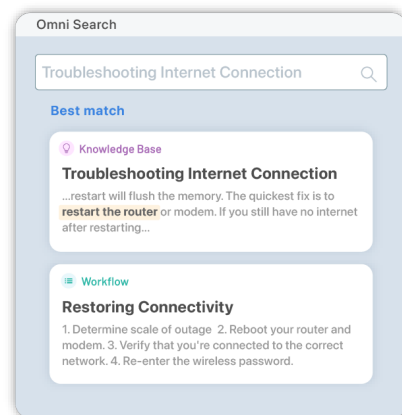 Omni Search
Troubleshooting Internet Connection
Best match
Knowledge Base
Troubleshooting Internet Connection
...restart will flush the memory. The quickest fix is to
restart the router or modem. If you still have no internet
after restarting...
Workflow
Restoring Connectivity
1. Determine scale of outage 2. Reboot your router and
modem. 3. Verify that you're connected to the correct
network. 4. Re-enter the wireless password.